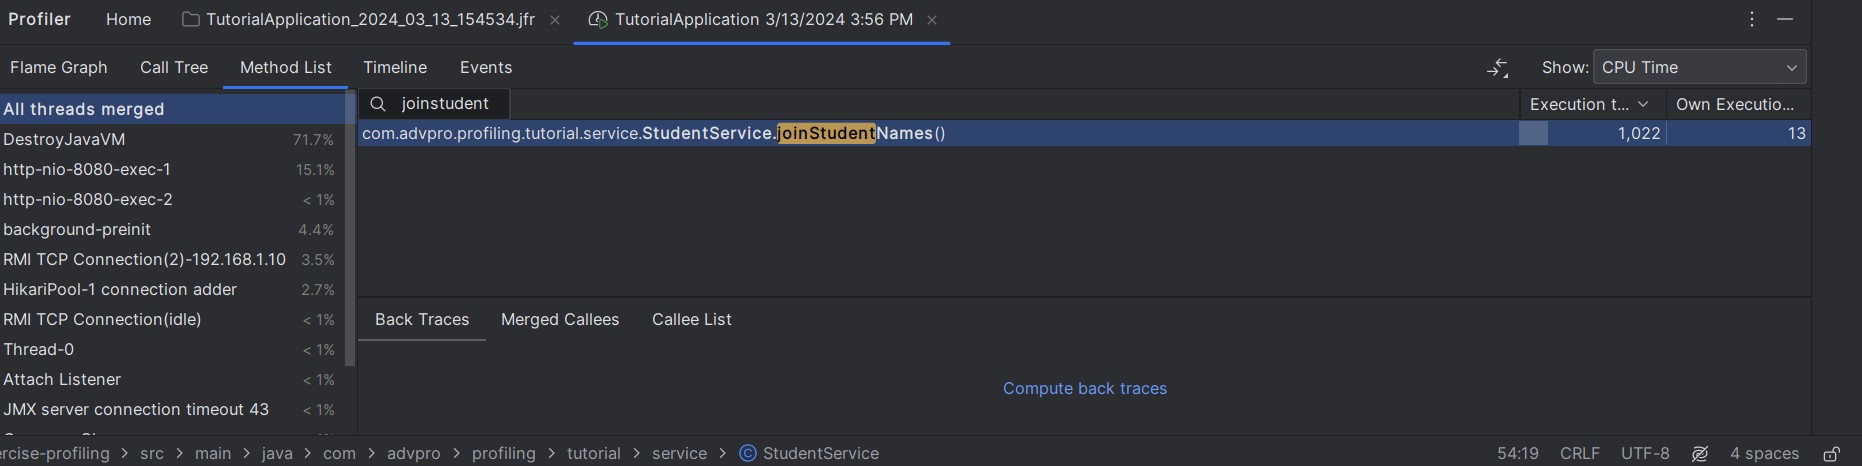 Profiler Home TutorialApplication_2024_03_13_154534.jfr TutorialApplication 3/13/2024 3:56 PM
Flame Graph Call Tree Method List Timeline Events Show: CPU Time
All threads merged
DestroyJavaVM 71.7%
http-nio-8080-exec-1 15.1%
http-nio-8080-exec-2 < 1%
background-preinit 4.4%
RMI TCP Connection(2)-192.168.1.10 3.5%
HikariPool-1 connection adder 2.7%
RMI TCP Connection(idle) < 1%
Thread-0 < 1%
Attach Listener < 1%
JMX server connection timeout 43 < 1%
joinstudent Execution t... Own Executio...
com.advpro.profiling.tutorial.service.StudentService.joinStudentNames() 1,022 13
Back Traces Merged Callees Callee List
Compute back traces
ercise-profiling > src > main > java > com > advpro > profiling > tutorial > service > StudentService 54:19 CRLF UTF-8 4 spaces